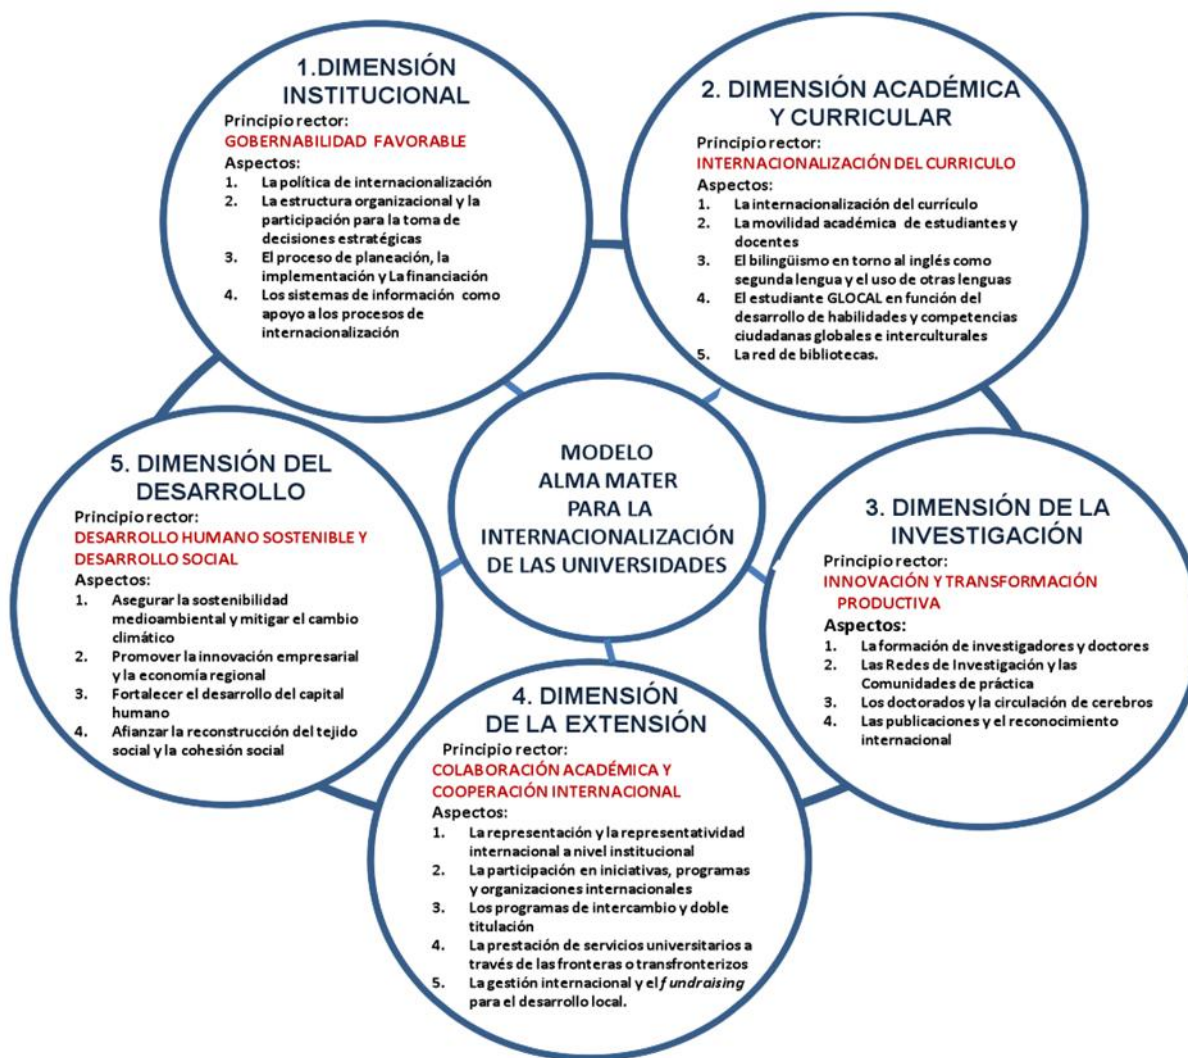 1.DIMENSIÓN
INSTITUCIONAL
Principio rector:
GOBERNABILIDAD FAVORABLE
Aspectos:
1. La política de internacionalización
2. La estructura organizacional y la
participación para la toma de
decisiones estratégicas
3. El proceso de planeación, la
implementación y La financiación
4. Los sistemas de información como
apoyo a los procesos de
internacionalización
2. DIMENSIÓN ACADÉMICA
Y CURRICULAR
Principio rector:
INTERNACIONALIZACIÓN DEL CURRICULO
Aspectos:
1. La internacionalización del currículo
2. La movilidad académica de estudiantes y
docentes
3. El bilingüismo en torno al inglés como
segunda lengua y el uso de otras lenguas
4. El estudiante GLOCAL en función del
desarrollo de habilidades y competencias
ciudadanas globales e interculturales
5. La red de bibliotecas.
MODELO
ALMA MATER
PARA LA
INTERNACIONALIZACIÓN
DE LAS UNIVERSIDADES
3. DIMENSIÓN DE LA
INVESTIGACIÓN
Principio rector:
INNOVACIÓN Y TRANSFORMACIÓN
PRODUCTIVA
Aspectos:
1. La formación de investigadores y doctores
2. Las Redes de Investigación y las
Comunidades de práctica
3. Los doctorados y la circulación de cerebros
4. Las publicaciones y el reconocimiento
internacional
4. DIMENSIÓN
DE LA EXTENSIÓN
Principio rector:
COLABORACIÓN ACADÉMICA Y
COOPERACIÓN INTERNACIONAL
Aspectos:
1. La representación y la representatividad
internacional a nivel institucional
2. La participación en iniciativas, programas
y organizaciones internacionales
3. Los programas de intercambio y doble
titulación
4. La prestación de servicios universitarios a
través de las fronteras o transfronterizos
5. La gestión internacional y el fundraising
para el desarrollo local.
5. DIMENSIÓN DEL
DESARROLLO
Principio rector:
DESARROLLO HUMANO SOSTENIBLE Y
DESARROLLO SOCIAL
Aspectos:
1. Asegurar la sostenibilidad
medioambiental y mitigar el cambio
climático
2. Promover la innovación empresarial
y la economía regional
3. Fortalecer el desarrollo del capital
humano
4. Afianzar la reconstrucción del tejido
social y la cohesión social